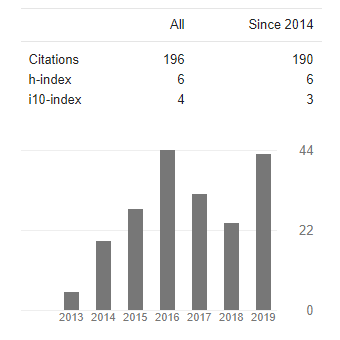 All Since 2014
Citations 196 190
h-index 6 6
i10-index 4 3
44
22
0
2013 2014 2015 2016 2017 2018 2019